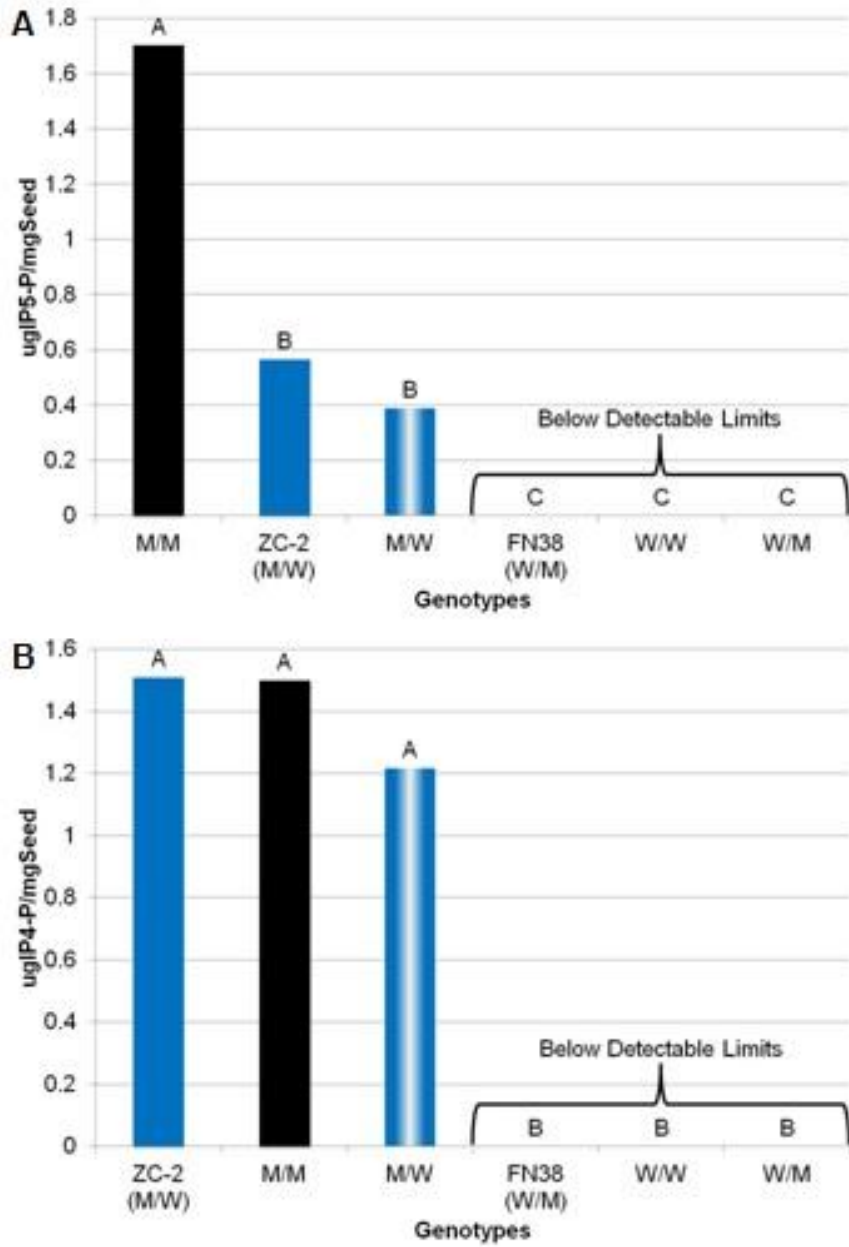 A
1.8
A
1.6
1.4
1.2
1
0.8
0.6
B
0.4
B
Below Detectable Limits
0.2
C C C
0
ugIP5-P/mgSeed
M/M ZC-2 M/W FN38 W/W W/M
(M/W) (W/M)
Genotypes
B
1.6
A A
1.4
A
1.2
1
0.8
0.6
0.4
Below Detectable Limits
0.2
B B B
0
ugIP4-P/mgSeed
ZC-2 M/M M/W FN38 W/W W/M
(M/W) (W/M)
Genotypes